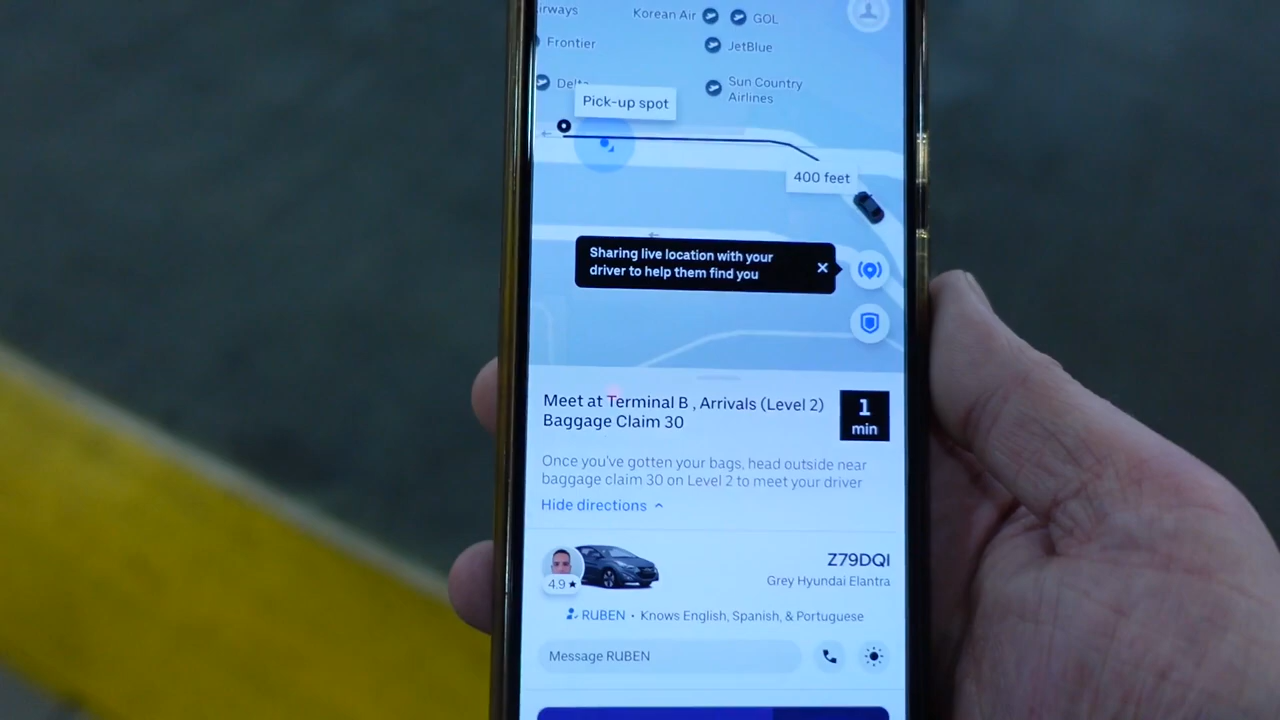 irways
Korean Air
GOL
Frontier
JetBlue
Delta
Sun Country
Airlines
Pick-up spot
400 feet
Sharing live location with your
driver to help them find you
Meet at Terminal B , Arrivals (Level 2)
Baggage Claim 30
1
min
Once you've gotten your bags, head outside near
baggage claim 30 on Level 2 to meet your driver
Hide directions
4.9 ★
Z79DQI
Grey Hyundai Elantra
RUBEN • Knows English, Spanish, & Portuguese
Message RUBEN